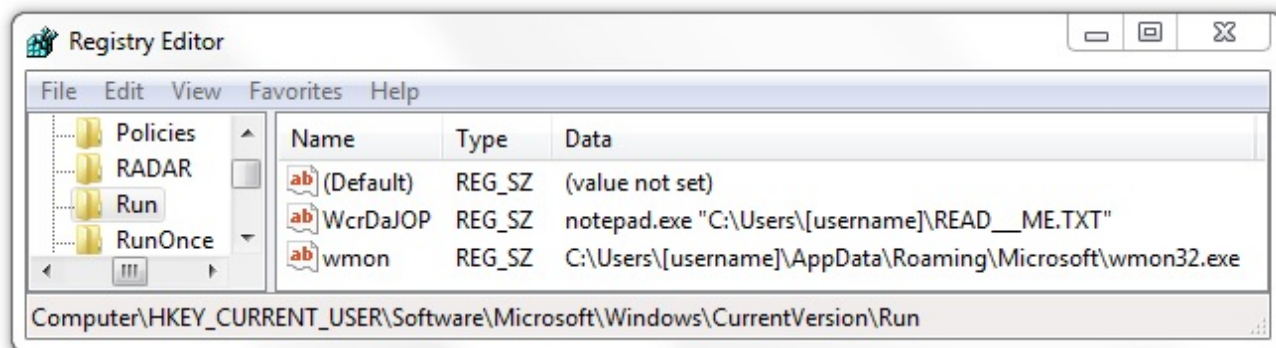 Registry Editor
File Edit View Favorites Help
Policies
RADAR
Run
RunOnce
Name Type Data
(Default) REG_SZ (value not set)
WcrDaJOP REG_SZ notepad.exe "C:\Users\[username]\READ___ME.TXT"
wmon REG_SZ C:\Users\[username]\AppData\Roaming\Microsoft\wmon32.exe
Computer\HKEY_CURRENT_USER\Software\Microsoft\Windows\CurrentVersion\Run